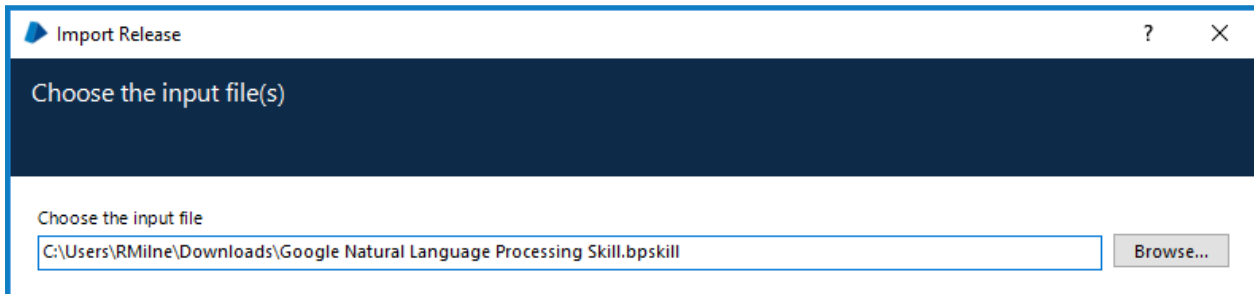 Import Release ? X
Choose the input file(s)
Choose the input file
C:\Users\RMilne\Downloads\Google Natural Language Processing Skill.bpskill Browse...